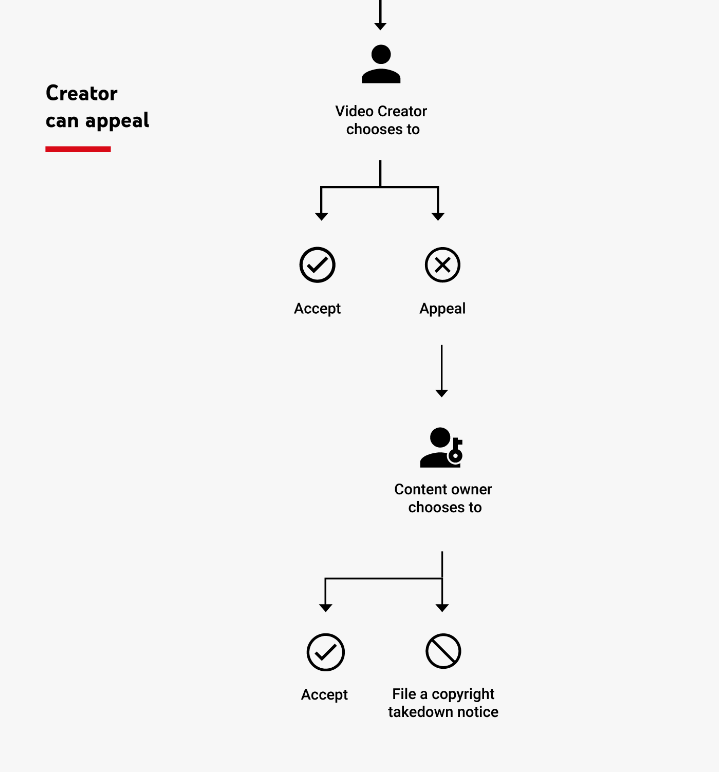 Creator
can appeal
Video Creator
chooses to
Accept
Appeal
Content owner
chooses to
Accept
File a copyright
takedown notice